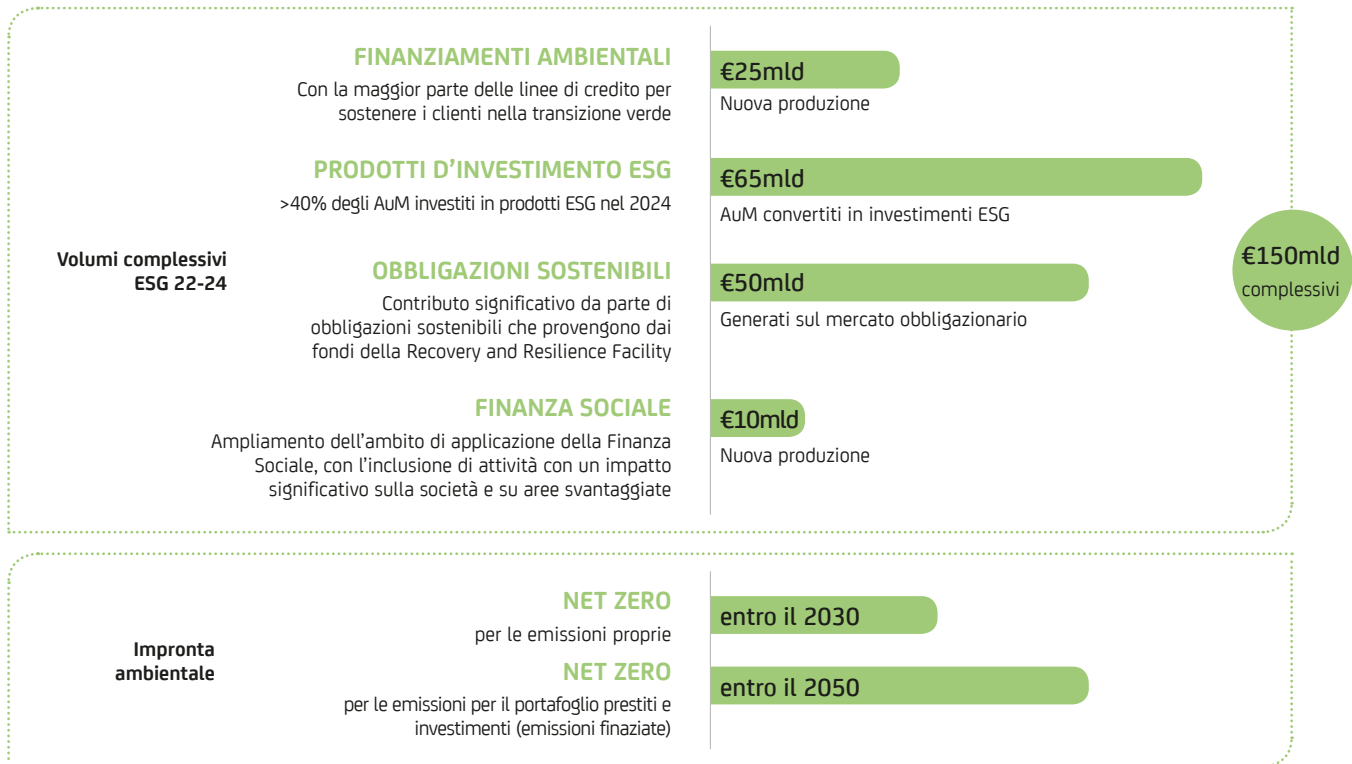 FINANZIAMENTI AMBIENTALI
Con la maggior parte delle linee di credito per
sostenere i clienti nella transizione verde
€25mld
Nuova produzione
PRODOTTI D'INVESTIMENTO ESG
>40% degli AuM investiti in prodotti ESG nel 2024
€65mld
AuM convertiti in investimenti ESG
Volumi complessivi
ESG 22-24
OBBLIGAZIONI SOSTENIBILI
Contributo significativo da parte di
obbligazioni sostenibili che provengono dai
fondi della Recovery and Resilience Facility
€50mld
Generati sul mercato obbligazionario
€150mld
complessivi
FINANZA SOCIALE
Ampliamento dell'ambito di applicazione della Finanza
Sociale, con l'inclusione di attività con un impatto
significativo sulla società e su aree svantaggiate
€10mld
Nuova produzione
Impronta
ambientale
NET ZERO
per le emissioni proprie
entro il 2030
NET ZERO
per le emissioni per il portafoglio prestiti e
investimenti (emissioni finaziate)
entro il 2050